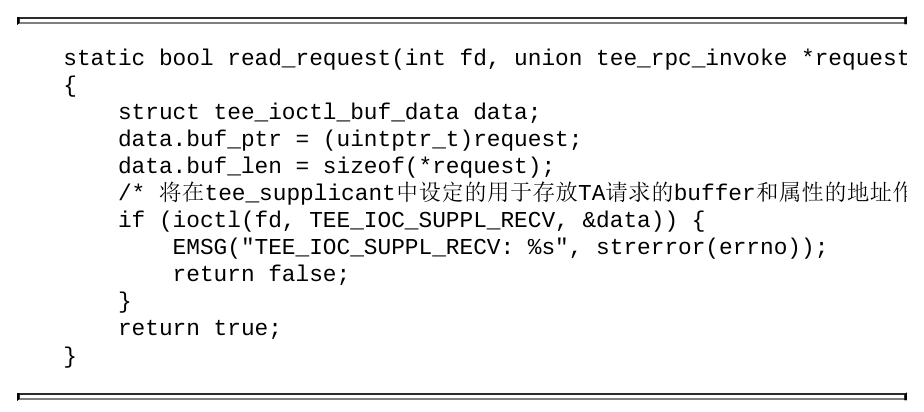 static bool read_request(int fd, union tee_rpc_invoke *request
{
    struct tee_ioctl_buf_data data;
    data.buf_ptr = (uintptr_t)request;
    data.buf_len = sizeof(*request);
    /* 将在tee_supplicant中设定的用于存放TA请求的buffer和属性的地址作
    if (ioctl(fd, TEE_IOC_SUPPL_RECV, &data)) {
        EMSG("TEE_IOC_SUPPL_RECV: %s", strerror(errno));
        return false;
    }
    return true;
}